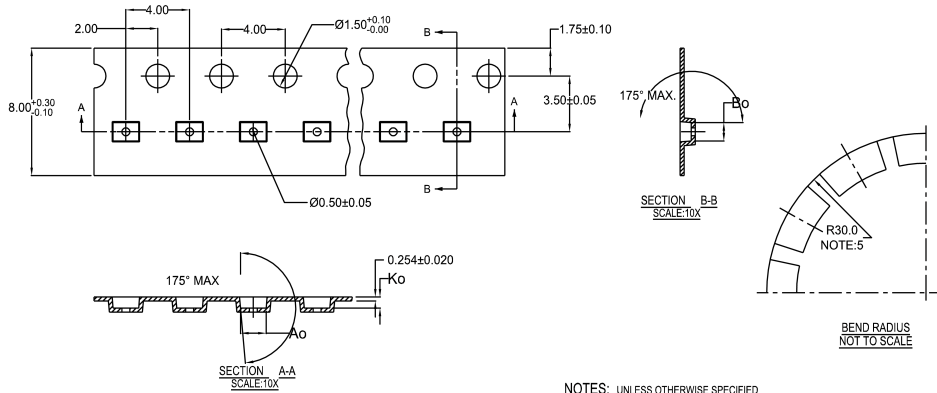 4.00
2.00
4.00
Ø1.50+0.10 -0.00
B
1.75±0.10
8.00+0.30 -0.10
A
A
3.50±0.05
B
Ø0.50±0.05
175° MAX.
Bo
SECTION B-B
SCALE:10X
R30.0
NOTE:5
BEND RADIUS
NOT TO SCALE
175° MAX
0.254±0.020
Ko
Ao
SECTION A-A
SCALE:10X
NOTES: UNLESS OTHERWISE SPECIFIED